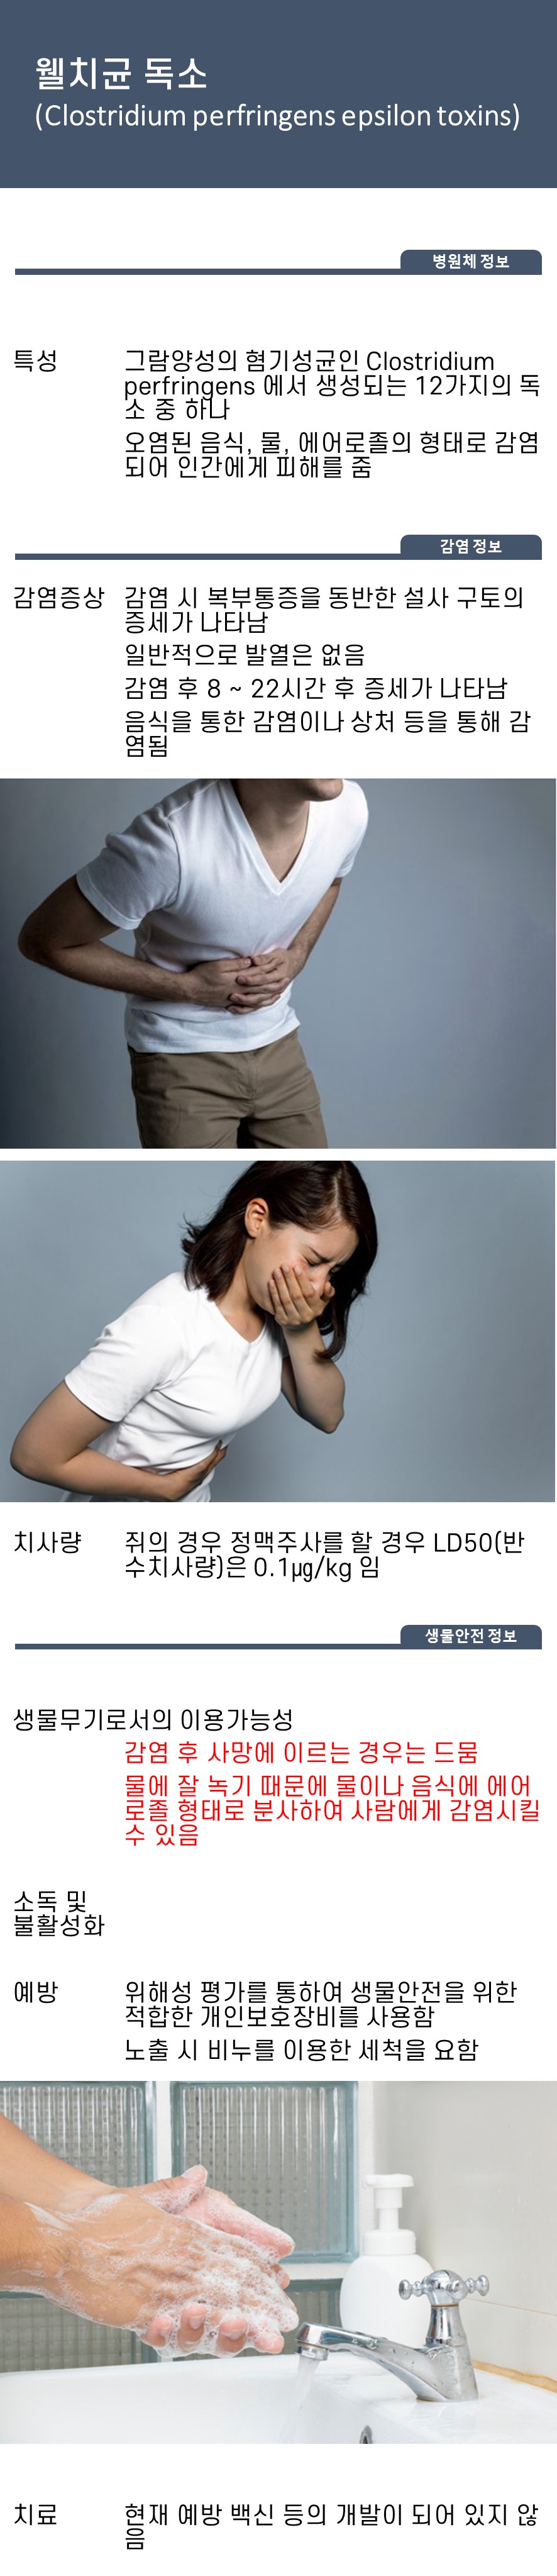 웰치균 독소
(Clostridium perfringens epsilon toxins)
병원체 정보
특성
그람양성의 혐기성균인 Clostridium
perfringens 에서 생성되는 12가지의 독
소 중 하나
오염된 음식, 물, 에어로졸의 형태로 감염
되어 인간에게 피해를 줌
감염 정보
감염증상
감염 시 복부통증을 동반한 설사 구토의
증세가 나타남
일반적으로 발열은 없음
감염 후 8 ~ 22시간 후 증세가 나타남
음식을 통한 감염이나 상처 등을 통해 감
염됨
치사량
쥐의 경우 정맥주사를 할 경우 LD50(반
수치사량)은 0.1μg/kg 임
생물안전 정보
생물무기로서의 이용가능성
감염 후 사망에 이르는 경우는 드뭄
물에 잘 녹기 때문에 물이나 음식에 에어
로졸 형태로 분사하여 사람에게 감염시킬
수 있음
소독 및
불활성화
예방
위해성 평가를 통하여 생물안전을 위한
적합한 개인보호장비를 사용함
노출 시 비누를 이용한 세척을 요함
치료
현재 예방 백신 등의 개발이 되어 있지 않
음